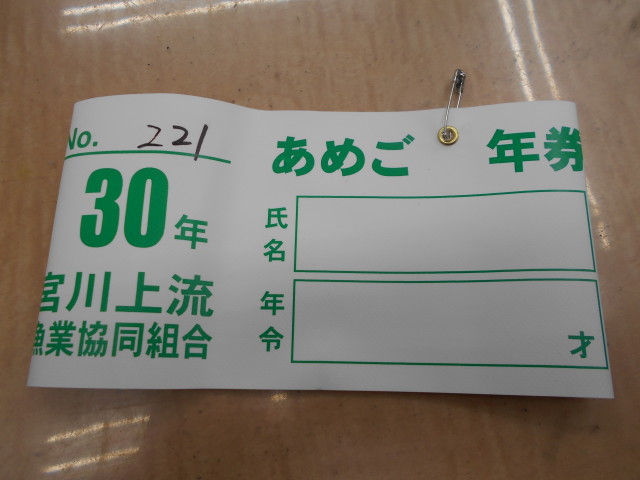 No. 221
30年
宮川上流
漁業協同組合
あめご 年券
氏名
年令 才